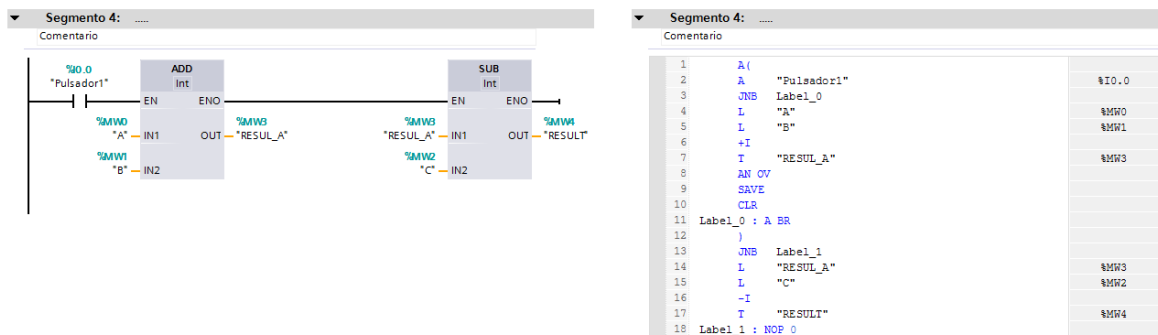 Segmento 4: .....
Comentario
%I0.0
"Pulsador1"
ADD
Int
EN ENO
%MW0
"A" IN1
OUT %MW3
"RESUL_A"
%MW1
"B" IN2
SUB
Int
EN ENO
%MW3
"RESUL_A" IN1
OUT %MW4
"RESULT"
%MW2
"C" IN2
Segmento 4: .....
Comentario
1 A(
2 A "Pulsador1" %I0.0
3 JNB Label_0
4 L "A" %MW0
5 L "B" %MW1
6 +I
7 T "RESUL_A" %MW3
8 AN OV
9 SAVE
10 CLR
11 Label_0 : A BR
12 )
13 JNB Label_1
14 L "RESUL_A" %MW3
15 L "C" %MW2
16 -I
17 T "RESULT" %MW4
18 Label_1 : NOP 0